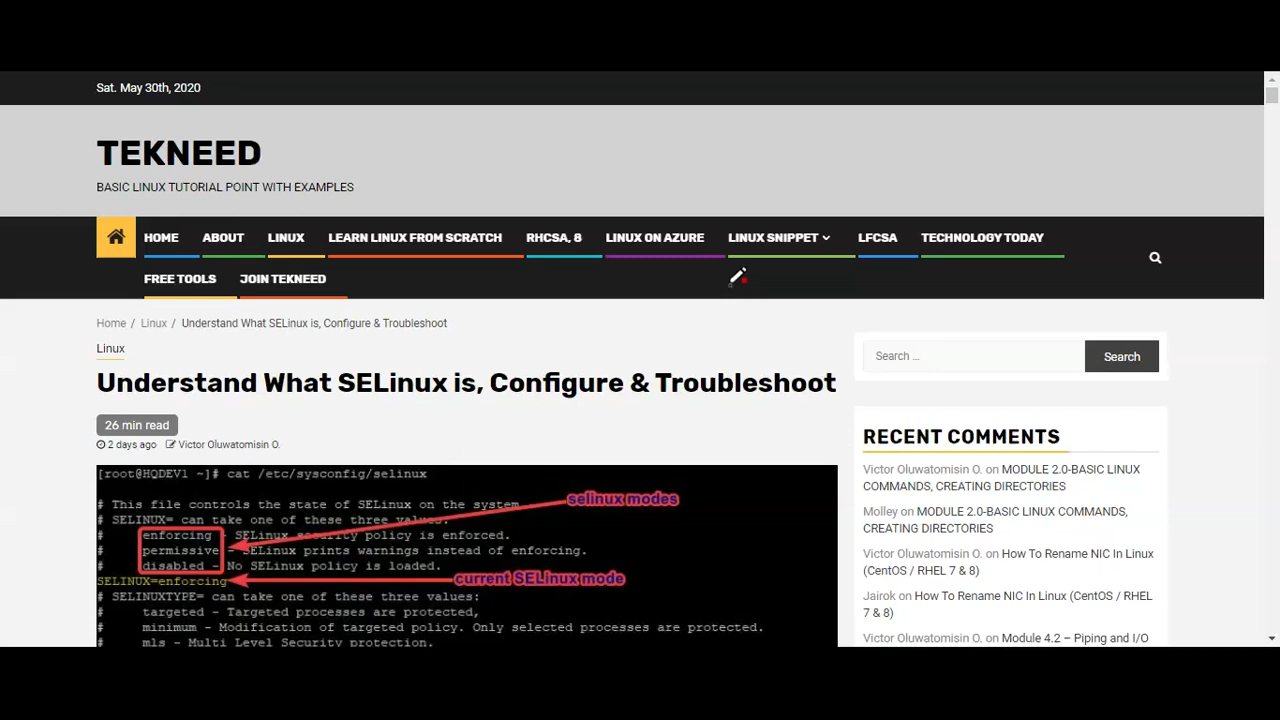 Sat. May 30th, 2020
TEKNEED
BASIC LINUX TUTORIAL POINT WITH EXAMPLES
HOME ABOUT LINUX LEARN LINUX FROM SCRATCH RHCSA, 8 LINUX ON AZURE LINUX SNIPPET LFCSA TECHNOLOGY TODAY
FREE TOOLS JOIN TEKNEED
Home / Linux / Understand What SELinux is, Configure & Troubleshoot
Linux
Understand What SELinux is, Configure & Troubleshoot
26 min read
2 days ago Victor Oluwatomisin O.
[root@HQDEV1 ~]# cat /etc/sysconfig/selinux
selinux modes
# This file controls the state of SELinux on the system
# SELINUX= can take one of these three values:
# enforcing - SELinux security policy is enforced.
# permissive - SELinux prints warnings instead of enforcing.
# disabled - No SELinux policy is loaded.
SELINUX=enforcing
current SELinux mode
# SELINUXTYPE= can take one of these three values:
# targeted - Targeted processes are protected,
# minimum - Modification of targeted policy. Only selected processes are protected.
# mls - Multi Level Security protection.
Search …
Search
RECENT COMMENTS
Victor Oluwatomisin O. on MODULE 2.0-BASIC LINUX
COMMANDS, CREATING DIRECTORIES
Molley on MODULE 2.0-BASIC LINUX COMMANDS,
CREATING DIRECTORIES
Victor Oluwatomisin O. on How To Rename NIC In Linux
(CentOS / RHEL 7 & 8)
Jairok on How To Rename NIC In Linux (CentOS / RHEL
7 & 8)
Victor Oluwatomisin O. on Module 4.2 – Piping and I/O